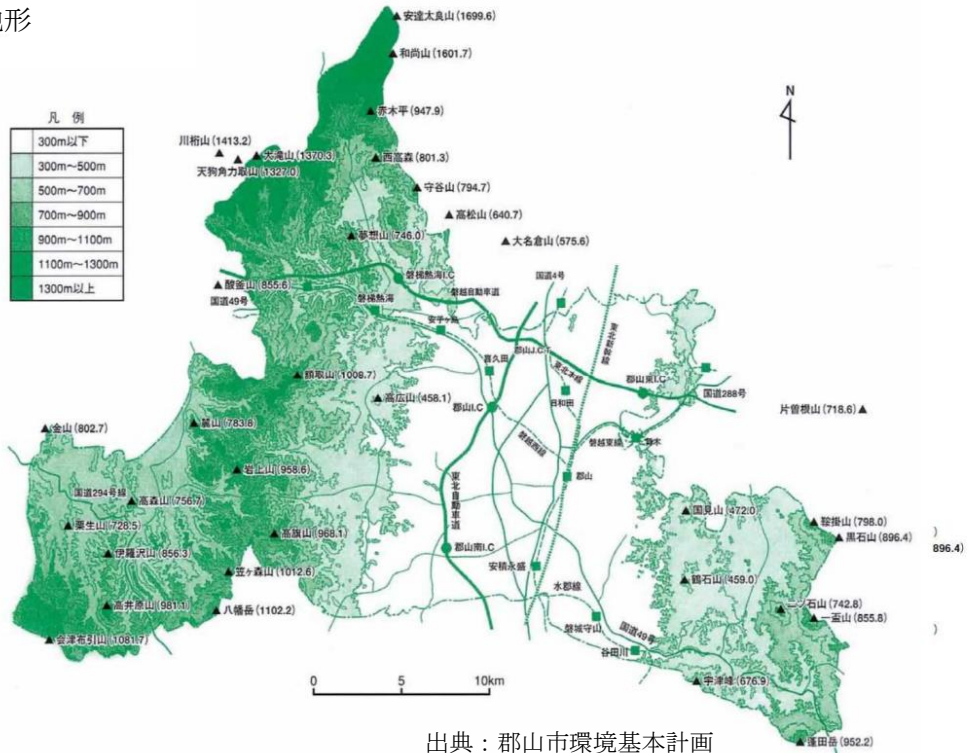 地形
凡 例
300m以下
300m〜500m
500m〜700m
700m〜900m
900m〜1100m
1100m〜1300m
1300m以上
N
安達太良山(1699.6)
和尚山(1601.7)
赤木平(947.9)
川桁山(1413.2)
大滝山(1370.3)
天狗角力取山(1327.0)
西高森(801.3)
守谷山(794.7)
高松山(640.7)
夢想山(746.0)
大名倉山(575.6)
磐梯熱海I.C
国道4号
酸釜山(855.6)
磐越自動車道
国道49号
磐梯熱海
安子ヶ島
東北新幹線
喜久田
郡山J.C.T
東北本線
額取山(1008.7)
日和田
郡山東I.C
国道288号
高広山(458.1)
郡山I.C
片曽根山(718.6)
麓山(783.8)
金山(802.7)
磐越西線
磐越東線
舞木
岩上山(958.6)
郡山
東北自動車道
国道294号線
高森山(756.7)
国見山(472.0)
鞍掛山(798.0)
栗生山(728.5)
高旗山(968.1)
黒石山(896.4)
)
896.4)
伊羅沢山(856.3)
郡山南I.C
笠ヶ森山(1012.6)
安積永盛
水郡線
鶴石山(459.0)
高井原山(981.1)
八幡岳(1102.2)
二ツ石山(742.8)
一盃山(855.8)
磐城守山
国道49号
)
会津布引山(1081.7)
谷田川
宇津峰(676.9)
0 5 10km
蓬田岳(952.2)
出典：郡山市環境基本計画